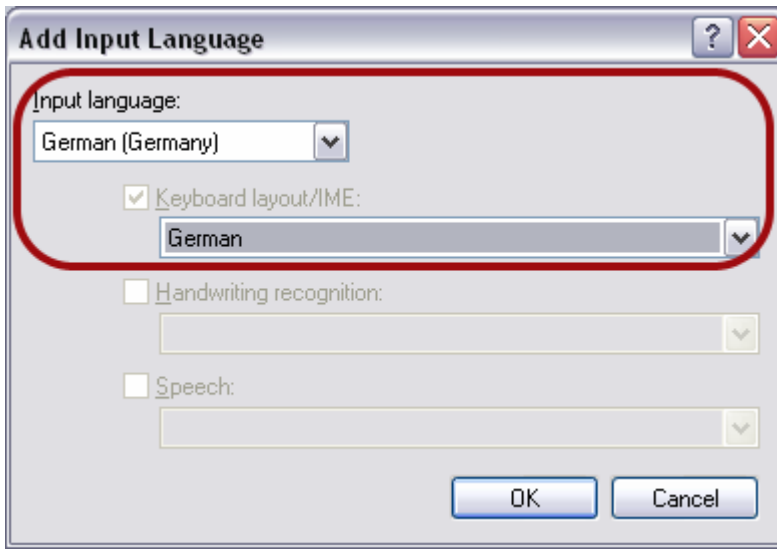 Add Input Language
Input language:
German (Germany)
Keyboard layout/IME:
German
Handwriting recognition:
Speech:
OK Cancel